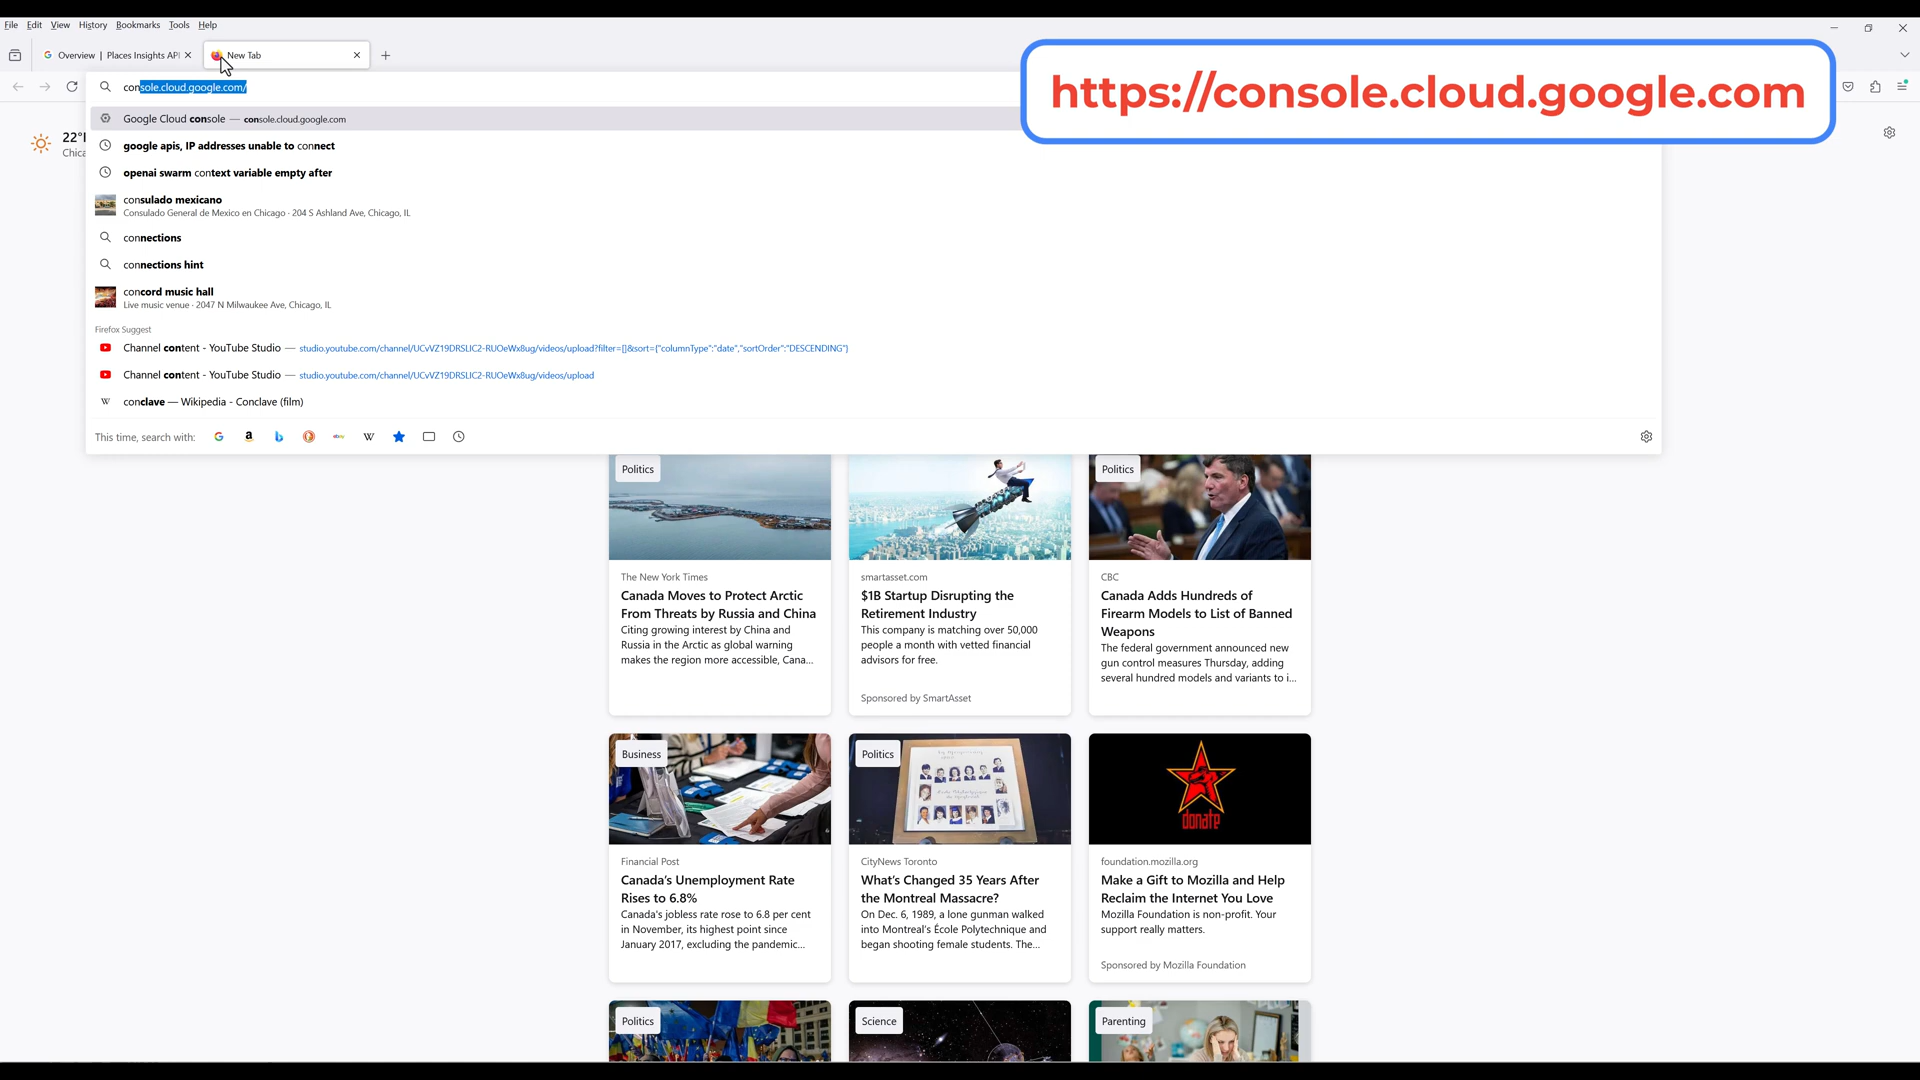 File Edit View History Bookmarks Tools Help
Overview | Places Insights API
New Tab
https://console.cloud.google.com
console.cloud.google.com/
22°
Chica
Google Cloud console — console.cloud.google.com
google apis, IP addresses unable to connect
openai swarm context variable empty after
consulado mexicano
Consulado General de Mexico en Chicago · 204 S Ashland Ave, Chicago, IL
connections
connections hint
concord music hall
Live music venue · 2047 N Milwaukee Ave, Chicago, IL
Firefox Suggest
Channel content - YouTube Studio — studio.youtube.com/channel/UCvVZ19DRSLIC2-RUOeWx8ug/videos/upload?filter=[]&sort={"columnType":"date","sortOrder":"DESCENDING"}
Channel content - YouTube Studio — studio.youtube.com/channel/UCvVZ19DRSLIC2-RUOeWx8ug/videos/upload
conclave — Wikipedia - Conclave (film)
This time, search with:
Politics
The New York Times
Canada Moves to Protect Arctic
From Threats by Russia and China
Citing growing interest by China and
Russia in the Arctic as global warning
makes the region more accessible, Cana...
smartasset.com
$1B Startup Disrupting the
Retirement Industry
This company is matching over 50,000
people a month with vetted financial
advisors for free.
Sponsored by SmartAsset
Politics
CBC
Canada Adds Hundreds of
Firearm Models to List of Banned
Weapons
The federal government announced new
gun control measures Thursday, adding
several hundred models and variants to i...
Business
Financial Post
Canada's Unemployment Rate
Rises to 6.8%
Canada's jobless rate rose to 6.8 per cent
in November, its highest point since
January 2017, excluding the pandemic...
Politics
CityNews Toronto
What's Changed 35 Years After
the Montreal Massacre?
On Dec. 6, 1989, a lone gunman walked
into Montreal's École Polytechnique and
began shooting female students. The...
donate
foundation.mozilla.org
Make a Gift to Mozilla and Help
Reclaim the Internet You Love
Mozilla Foundation is non-profit. Your
support really matters.
Sponsored by Mozilla Foundation
Politics
Science
Parenting